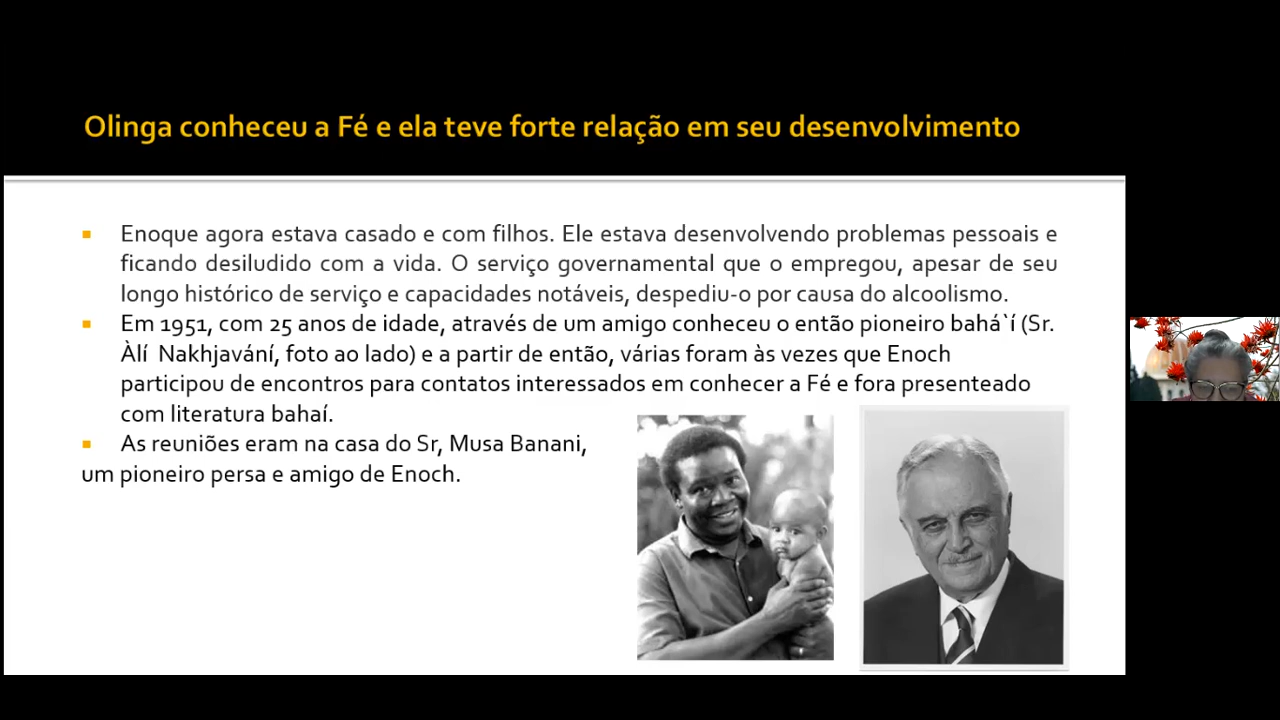 Olinga conheceu a Fé e ela teve forte relação em seu desenvolvimento
Enoque agora estava casado e com filhos. Ele estava desenvolvendo problemas pessoais e
ficando desiludido com a vida. O serviço governamental que o empregou, apesar de seu
longo histórico de serviço e capacidades notáveis, despediu-o por causa do alcoolismo.
Em 1951, com 25 anos de idade, através de um amigo conheceu o então pioneiro bahá`í (Sr.
Àlí Nakhjavání, foto ao lado) e a partir de então, várias foram às vezes que Enoch
participou de encontros para contatos interessados em conhecer a Fé e fora presenteado
com literatura bahaí.
As reuniões eram na casa do Sr, Musa Banani,
um pioneiro persa e amigo de Enoch.